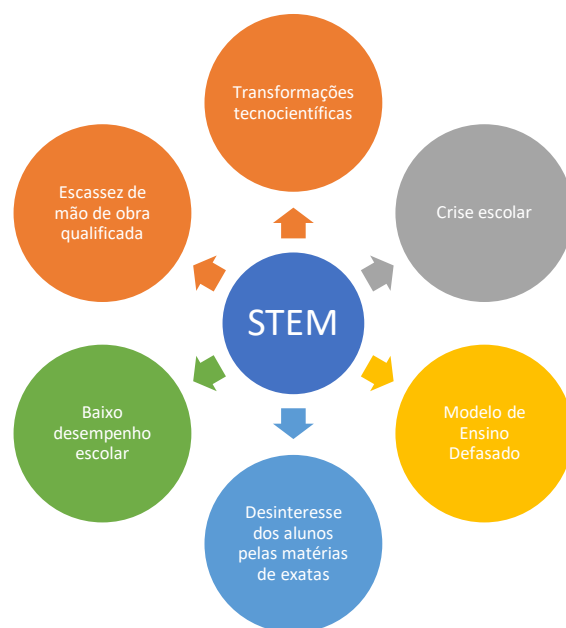 Transformações
tecnocientíficas
Crise escolar
Modelo de
Ensino
Defasado
Desinteresse
dos alunos
pelas matérias
de exatas
Baixo
desempenho
escolar
Escassez de
mão de obra
qualificada
STEM